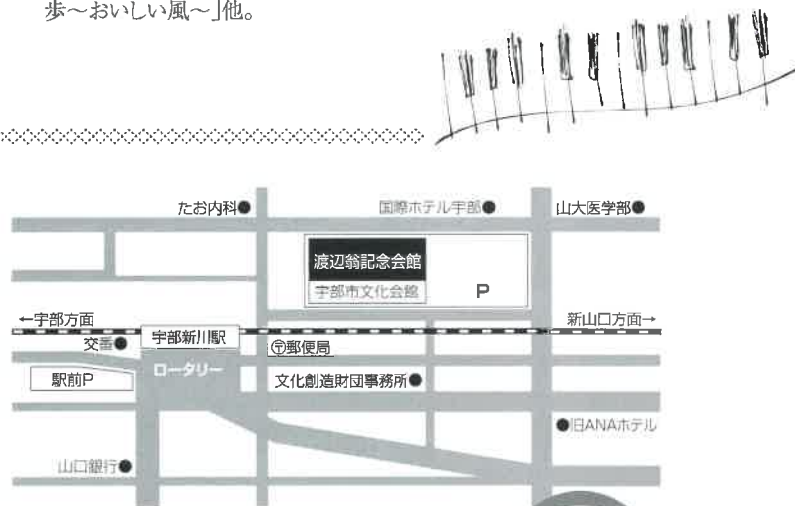 歩～おいしい風～」他。
たお内科●
国際ホテル宇部●
山大医学部●
渡辺翁記念会館
宇部市文化会館
P
←宇部方面
新山口方面→
交番●
宇部新川駅
〶郵便局
駅前P
ロータリー
文化創造財団事務所●
●旧ANAホテル
山口銀行●